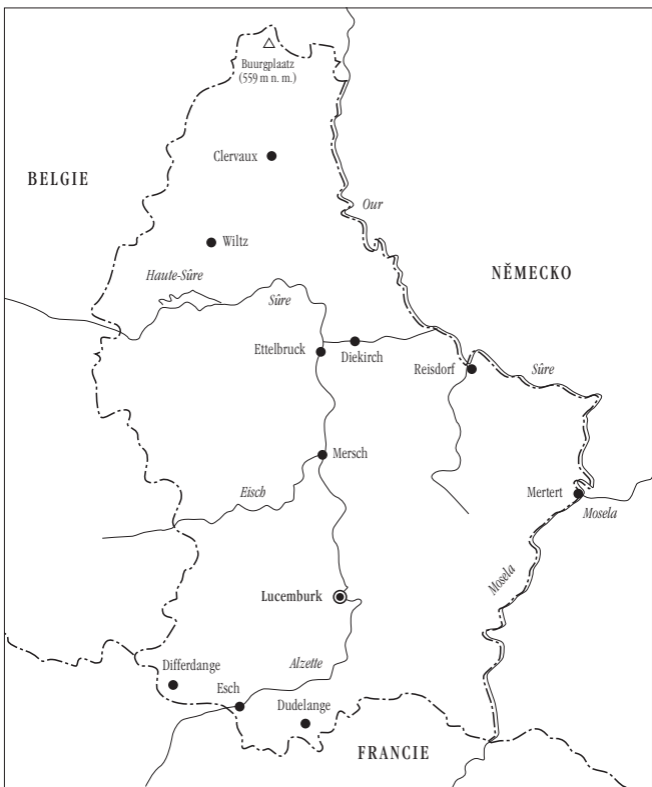 Buurgplaatz
(559 m n. m.)
Clervaux
BELGIE
Our
Wiltz
NĚMECKO
Haute-Sûre
Sûre
Ettelbruck
Diekirch
Reisdorf
Sûre
Mersch
Eisch
Mertert
Mosela
Mosela
Lucemburk
Differdange
Alzette
Esch
Dudelange
FRANCIE